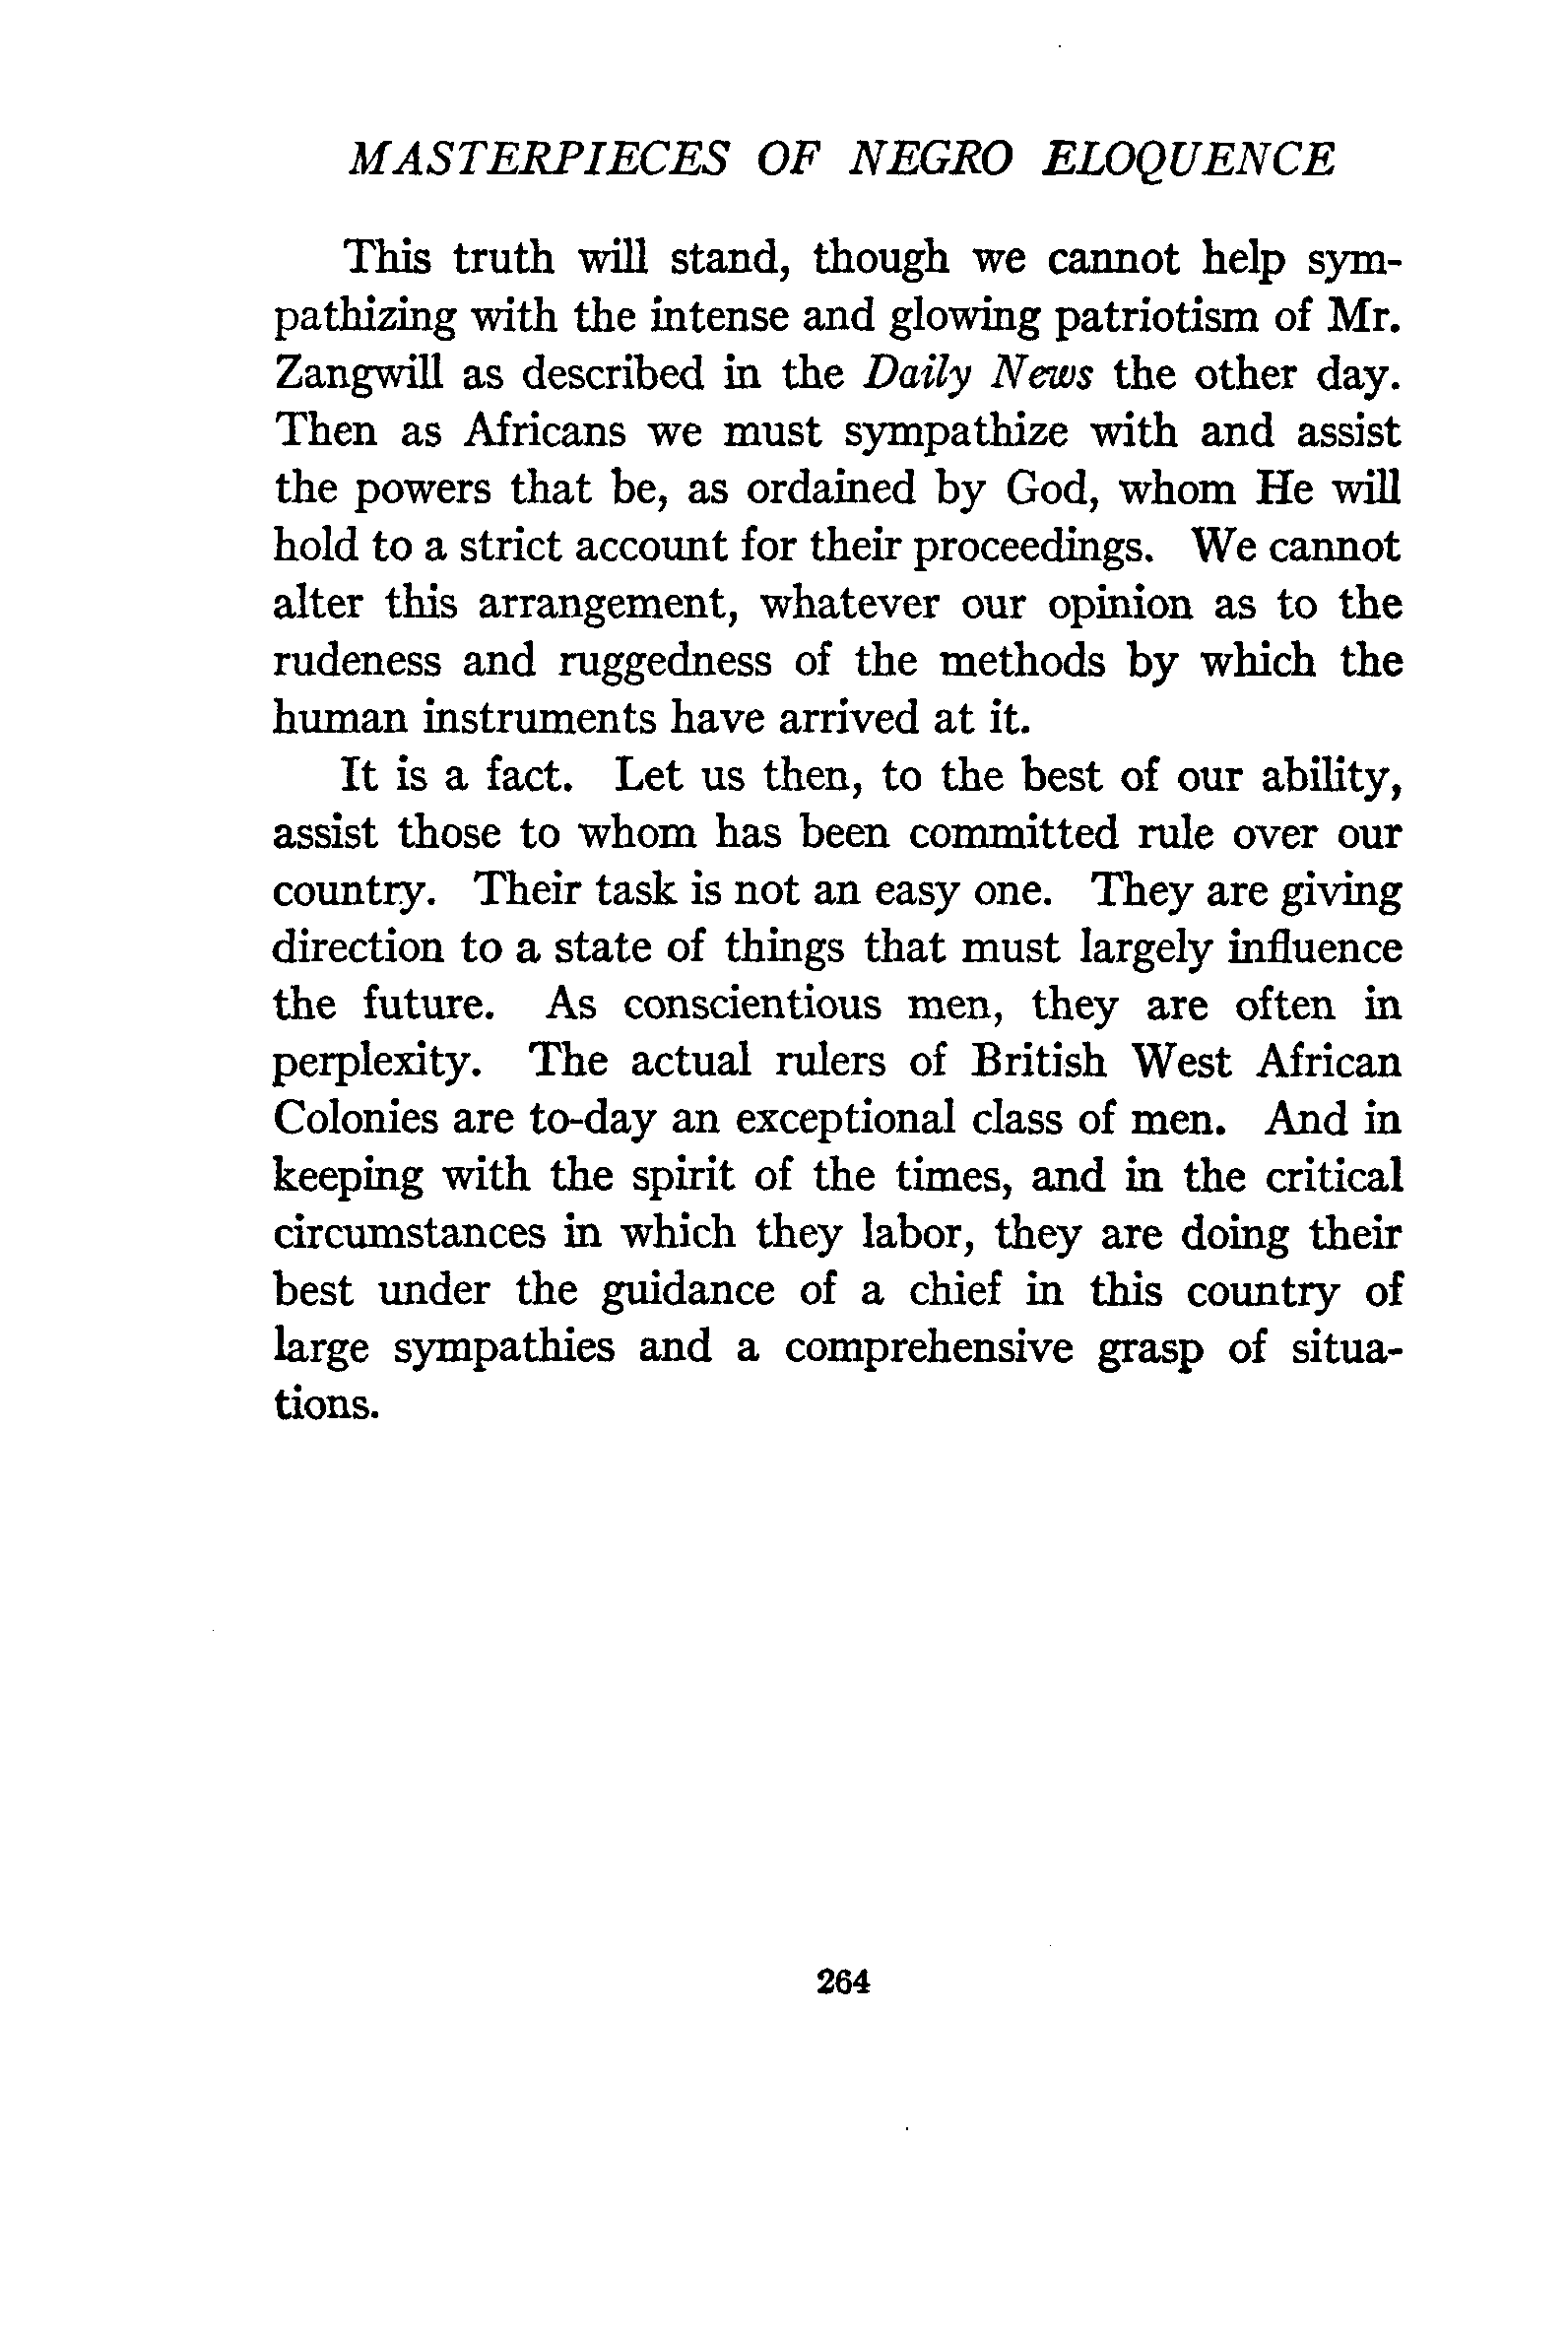 MASTERPIECES OF NEGRO ELOQUENCE
This truth will stand, though we cannot help sym-
pathizing with the intense and glowing patriotism of Mr.
Zangwill as described in the Daily News the other day.
Then as Africans we must sympathize with and assist
the powers that be, as ordained by God, whom He will
hold to a strict account for their proceedings. We cannot
alter this arrangement, whatever our opinion as to the
rudeness and ruggedness of the methods by which the
human instruments have arrived at it.
It is a fact. Let us then, to the best of our ability,
assist those to whom has been committed rule over our
country. Their task is not an easy one. They are giving
direction to a state of things that must largely influence
the future. As conscientious men, they are often in
perplexity. The actual rulers of British West African
Colonies are to-day an exceptional class of men. And in
keeping with the spirit of the times, and in the critical
circumstances in which they labor, they are doing their
best under the guidance of a chief in this country of
large sympathies and a comprehensive grasp of situa-
tions.
264